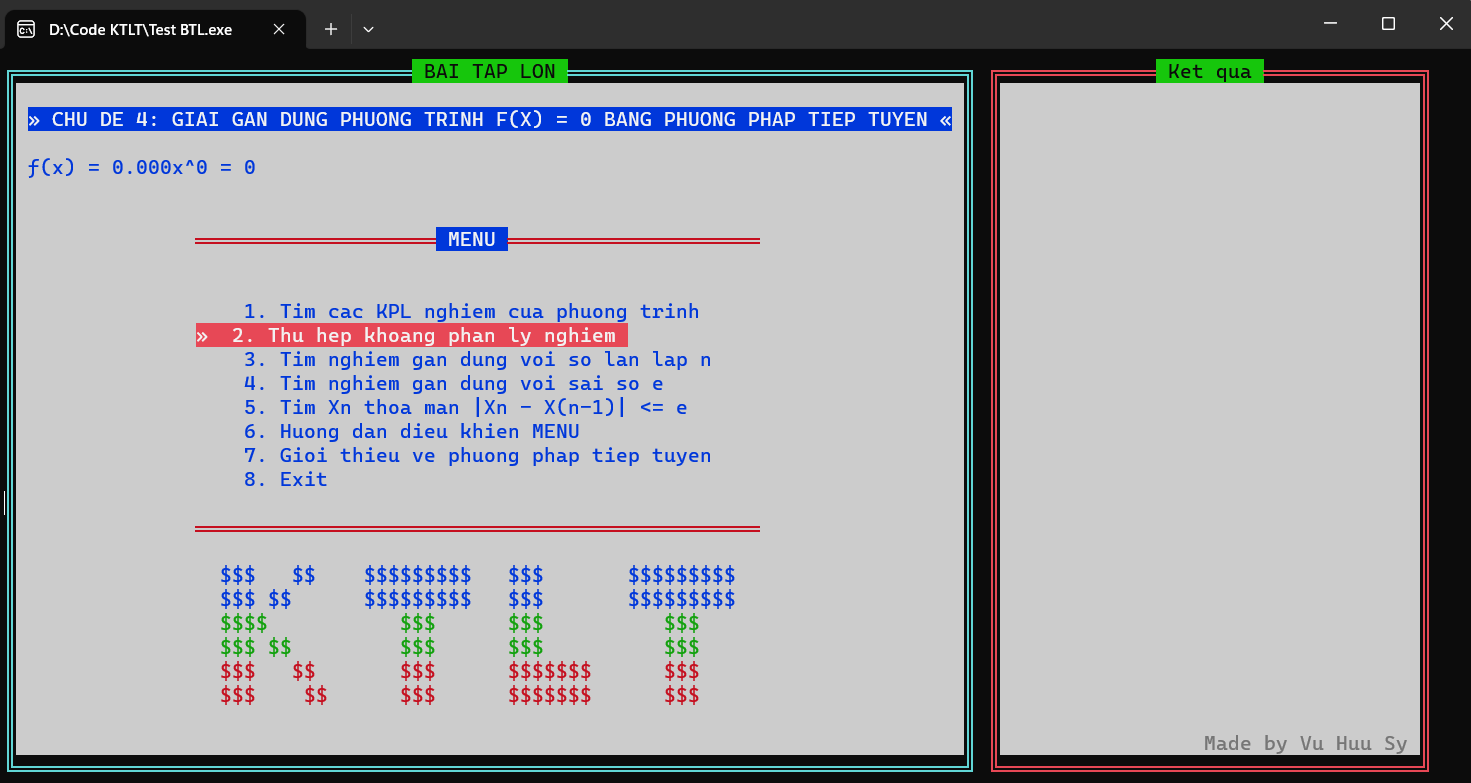 D:\Code KTLT\Test BTL.exe
BAI TAP LON
» CHU DE 4: GIAI GAN DUNG PHUONG TRINH F(X) = 0 BANG PHUONG PHAP TIEP TUYEN «
ƒ(x) = 0.000x^0 = 0
MENU
1. Tim cac KPL nghiem cua phuong trinh
» 2. Thu hep khoang phan ly nghiem
3. Tim nghiem gan dung voi so lan lap n
4. Tim nghiem gan dung voi sai so e
5. Tim Xn thoa man |Xn - X(n-1)| <= e
6. Huong dan dieu khien MENU
7. Gioi thieu ve phuong phap tiep tuyen
8. Exit
$$$   $$    $$$$$$$$$   $$$       $$$$$$$$$
$$$ $$      $$$$$$$$$   $$$       $$$$$$$$$
$$$$           $$$      $$$          $$$
$$$ $$         $$$      $$$          $$$
$$$   $$       $$$      $$$$$$$      $$$
$$$    $$      $$$      $$$$$$$      $$$
Ket qua
Made by Vu Huu Sy